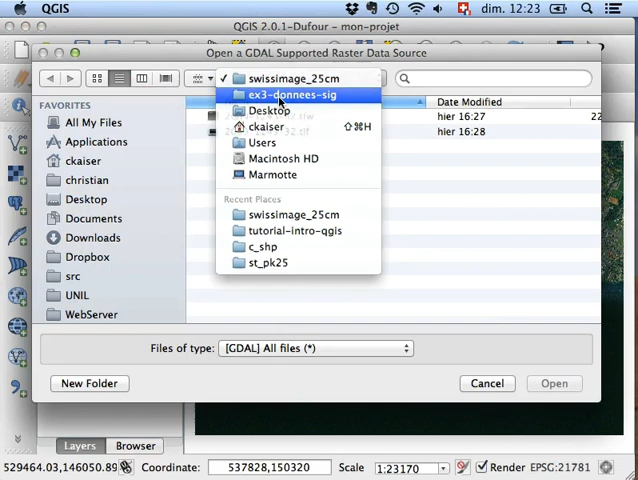 QGIS dim. 12:23
QGIS 2.0.1-Dufour - mon-projet
Open a GDAL Supported Raster Data Source
✓ swissimage_25cm
ex3-donnees-sig
Desktop
ckaiser ⇧⌘H
Users
Macintosh HD
Marmotte
Recent Places
swissimage_25cm
tutorial-intro-qgis
c_shp
st_pk25
FAVORITES
All My Files
Applications
ckaiser
christian
Desktop
Documents
Downloads
Dropbox
src
UNIL
WebServer
Date Modified
hier 16:27 22
hier 16:28
Files of type: [GDAL] All files (*)
New Folder Cancel Open
Layers Browser
529464.03,146050.89 Coordinate: 537828,150320 Scale 1:23170 Render EPSG:21781